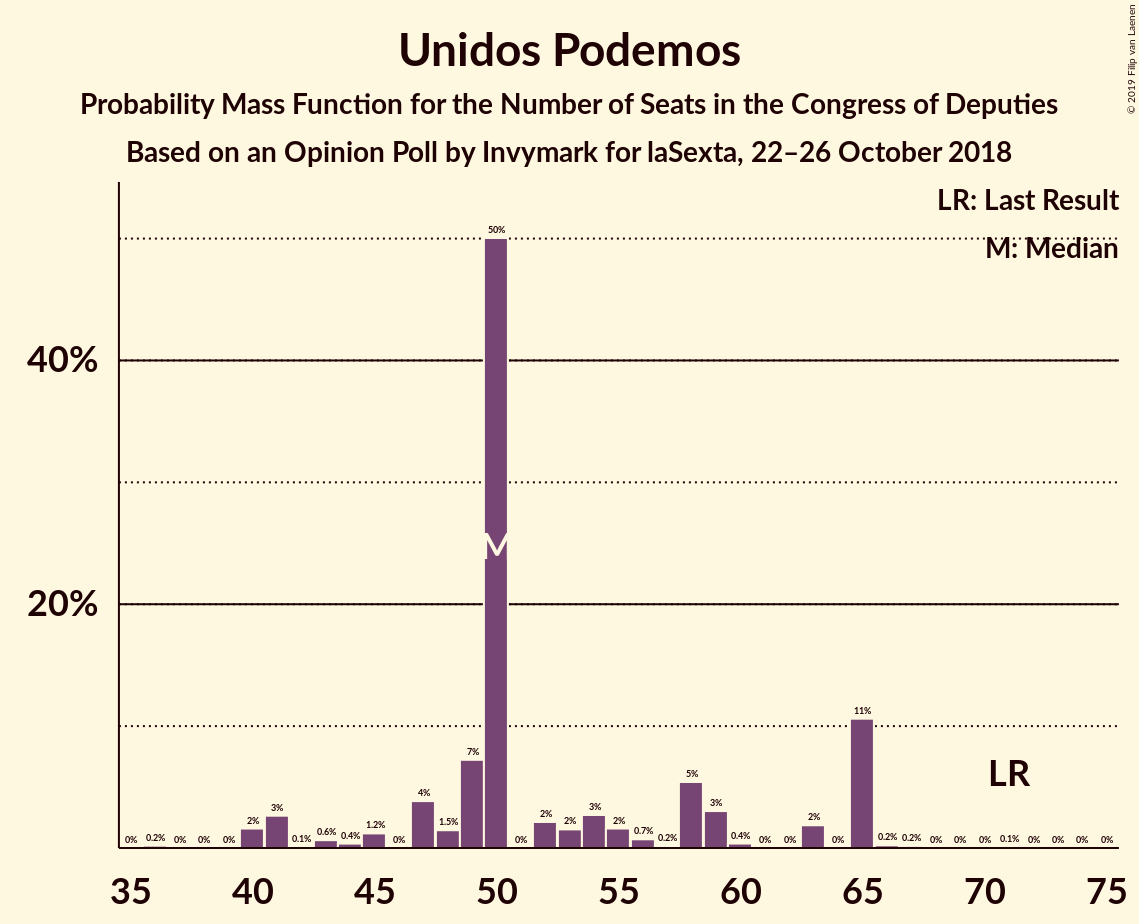 Unidos Podemos
Probability Mass Function for the Number of Seats in the Congress of Deputies
Based on an Opinion Poll by Invymark for laSexta, 22–26 October 2018
© 2019 Filip van Laenen
LR: Last Result
M: Median
40%
20%
0% 0.2% 0% 0% 0% 2% 3% 0.1% 0.6% 0.4% 1.2% 0% 4% 1.5% 7% 50% 0% 2% 2% 3% 2% 0.7% 0.2% 5% 3% 0.4% 0% 0% 2% 0% 11% 0.2% 0.2% 0% 0% 0% 0.1% 0% 0% 0% 0%
M
LR
35 40 45 50 55 60 65 70 75